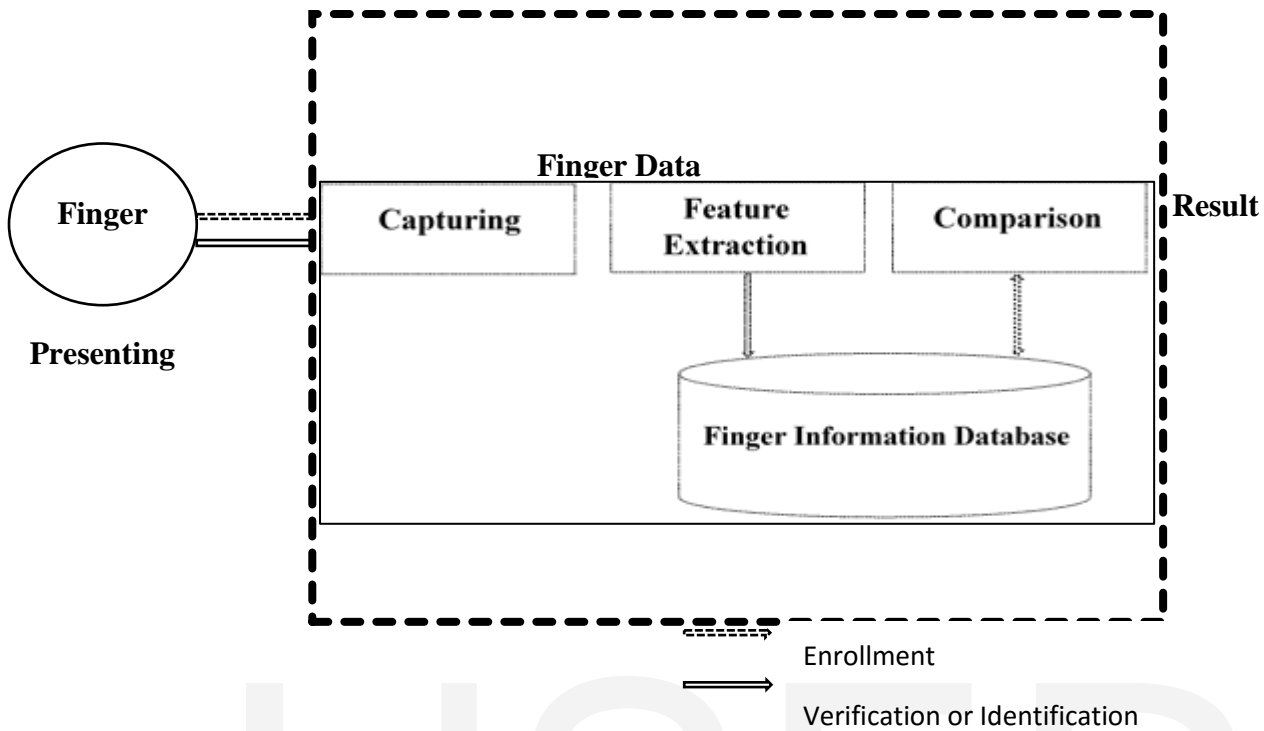 Finger Data
Finger
Capturing
Feature
Extraction
Comparison
Result
Presenting
Finger Information Database
Enrollment
Verification or Identification